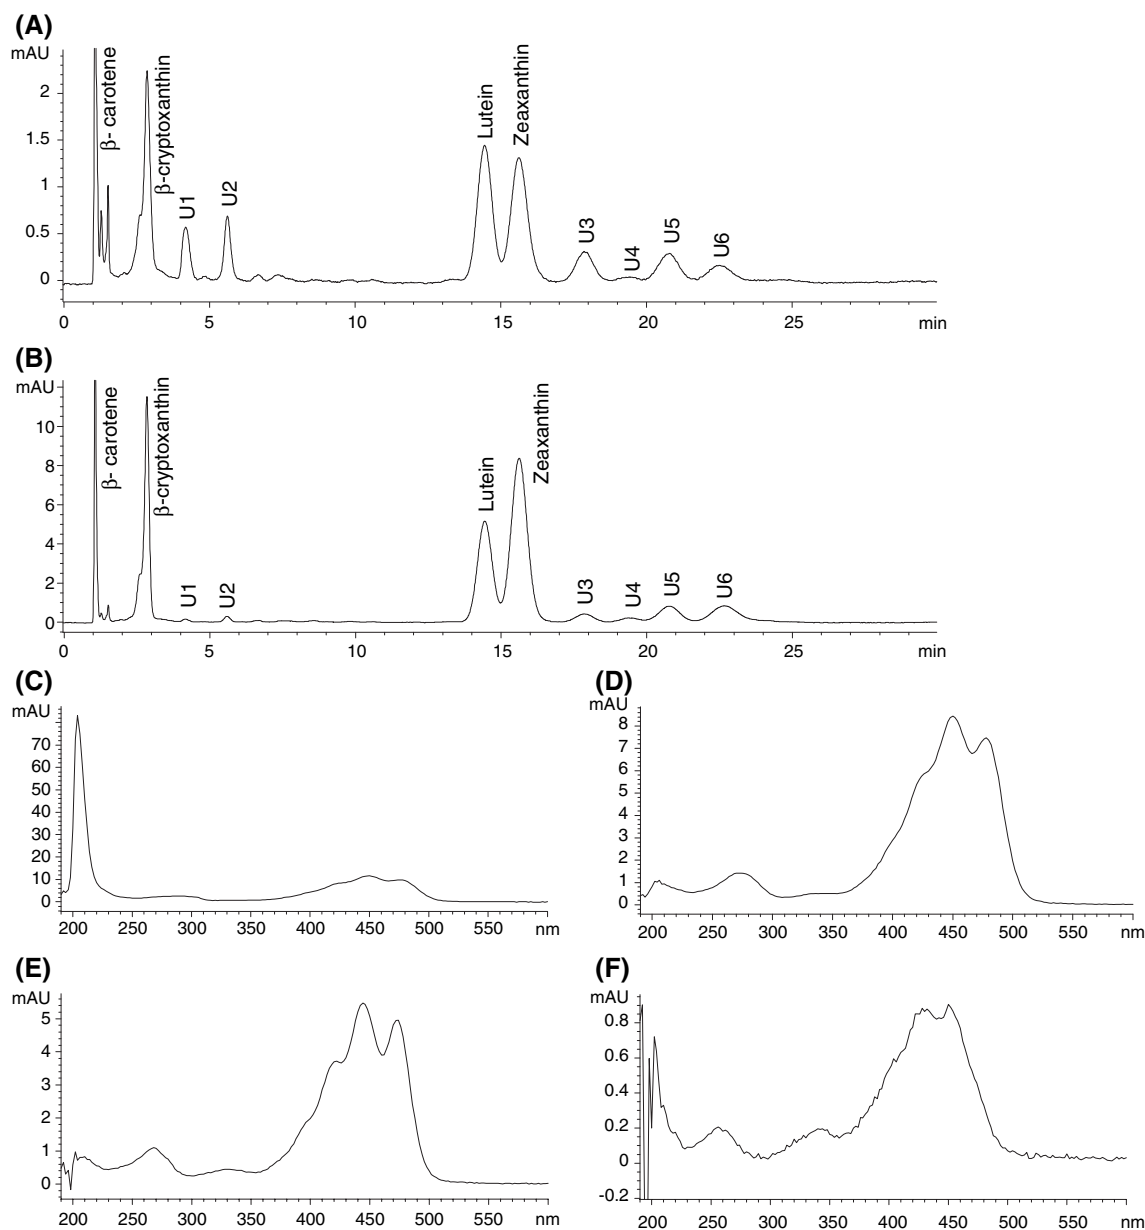 (A)
mAU
2
1.5
1
0.5
0
β- carotene
β-cryptoxanthin
U1
U2
Lutein
Zeaxanthin
U3
U4
U5
U6
0 5 10 15 20 25 min
(B)
mAU
10
8
6
4
2
0
β- carotene
β-cryptoxanthin
U1
U2
Lutein
Zeaxanthin
U3
U4
U5
U6
0 5 10 15 20 25 min
(C)
mAU
70
60
50
40
30
20
10
0
200 250 300 350 400 450 500 550 nm
(D)
mAU
8
7
6
5
4
3
2
1
0
200 250 300 350 400 450 500 550 nm
(E)
mAU
5
4
3
2
1
0
200 250 300 350 400 450 500 550 nm
(F)
mAU
0.8
0.6
0.4
0.2
0
-0.2
200 250 300 350 400 450 500 550 nm